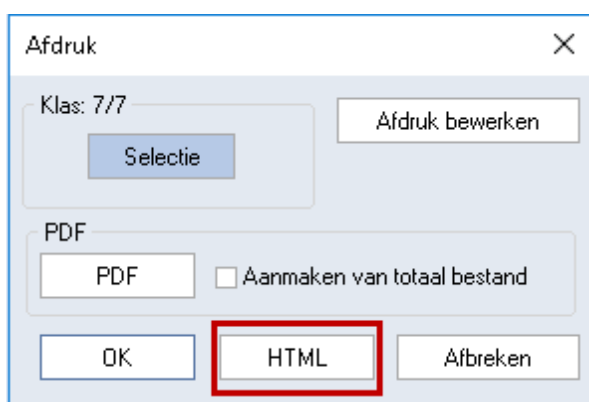 Afdruk
Klas: 7/7
Selectie
Afdruk bewerken
PDF
PDF
Aanmaken van totaal bestand
OK
HTML
Afbreken